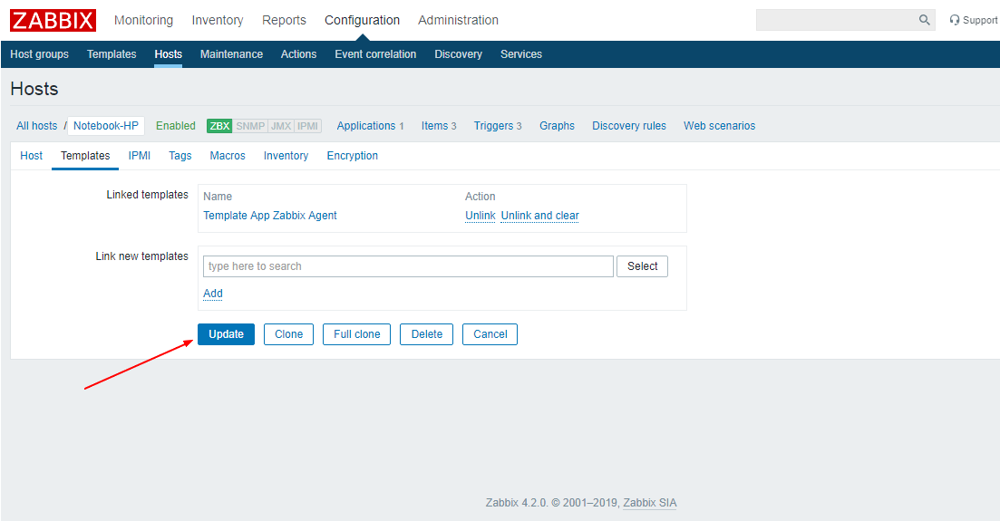 ZABBIX Monitoring Inventory Reports Configuration Administration Support
Host groups Templates Hosts Maintenance Actions Event correlation Discovery Services
Hosts
All hosts / Notebook-HP Enabled ZBX SNMP JMX IPMI Applications 1 Items 3 Triggers 3 Graphs Discovery rules Web scenarios
Host Templates IPMI Tags Macros Inventory Encryption
Linked templates Name Action
Template App Zabbix Agent Unlink Unlink and clear
Link new templates
type here to search Select
Add
Update Clone Full clone Delete Cancel
Zabbix 4.2.0. © 2001–2019, Zabbix SIA